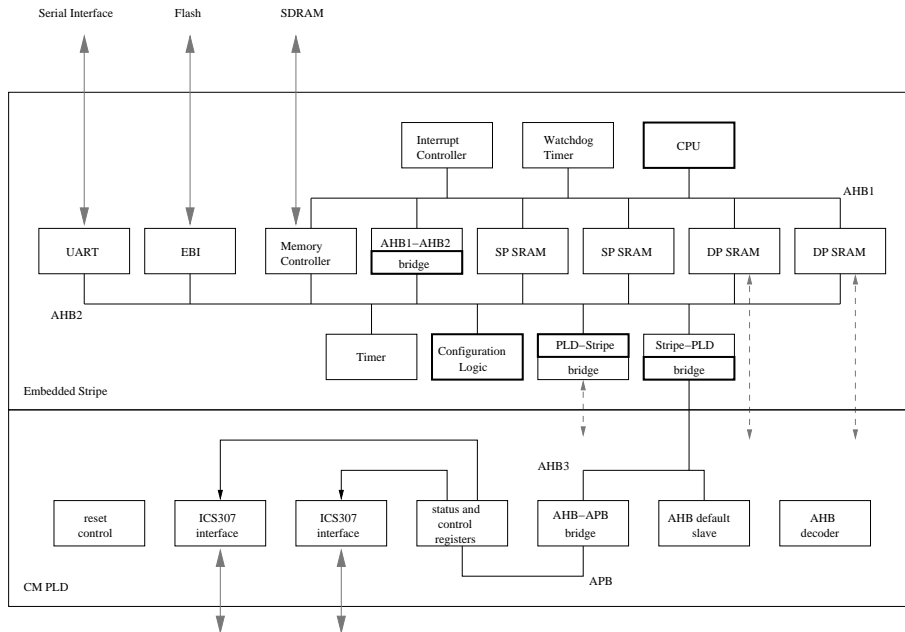 Serial Interface
Flash
SDRAM
Interrupt
Controller
Watchdog
Timer
CPU
AHB1
UART
EBI
Memory
Controller
AHB1−AHB2
bridge
SP SRAM
SP SRAM
DP SRAM
DP SRAM
AHB2
Timer
Configuration
Logic
PLD−Stripe
bridge
Stripe−PLD
bridge
Embedded Stripe
AHB3
reset
control
ICS307
interface
ICS307
interface
status and
control
registers
AHB−APB
bridge
AHB default
slave
AHB
decoder
APB
CM PLD